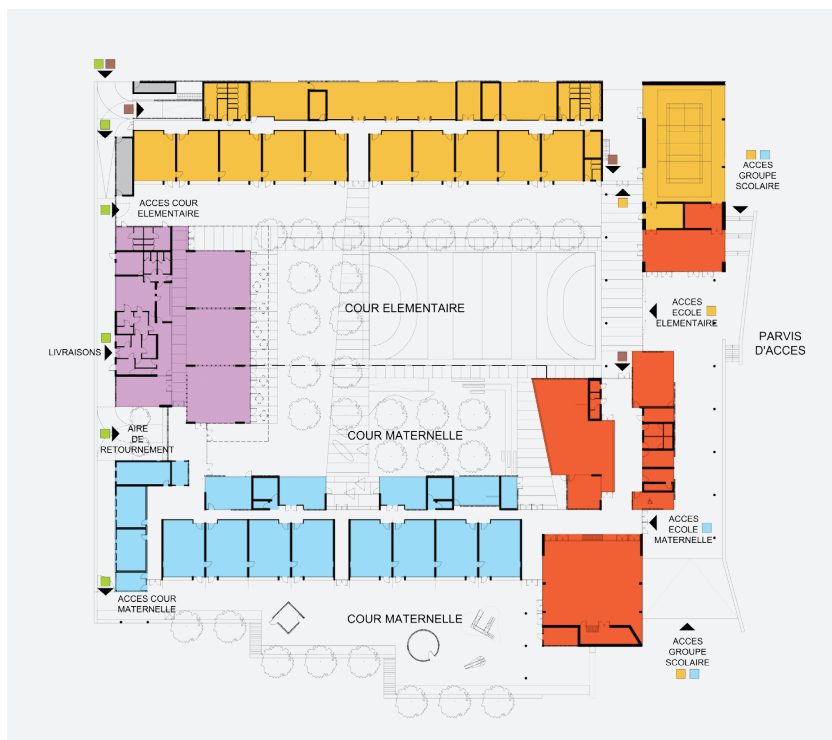 ACCES
GROUPE
SCOLAIRE
ACCES COUR
ELEMENTAIRE
COUR ELEMENTAIRE
ACCES
ECOLE
ELEMENTAIRE
PARVIS
D'ACCES
LIVRAISONS
AIRE
DE
RETOURNEMENT
COUR MATERNELLE
ACCES
ECOLE
MATERNELLE
ACCES COUR
MATERNELLE
COUR MATERNELLE
ACCES
GROUPE
SCOLAIRE